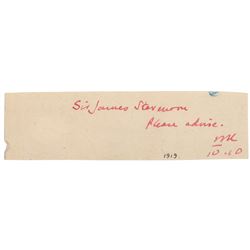 Sir James Stevenson
Please advise.
10.10
1919.